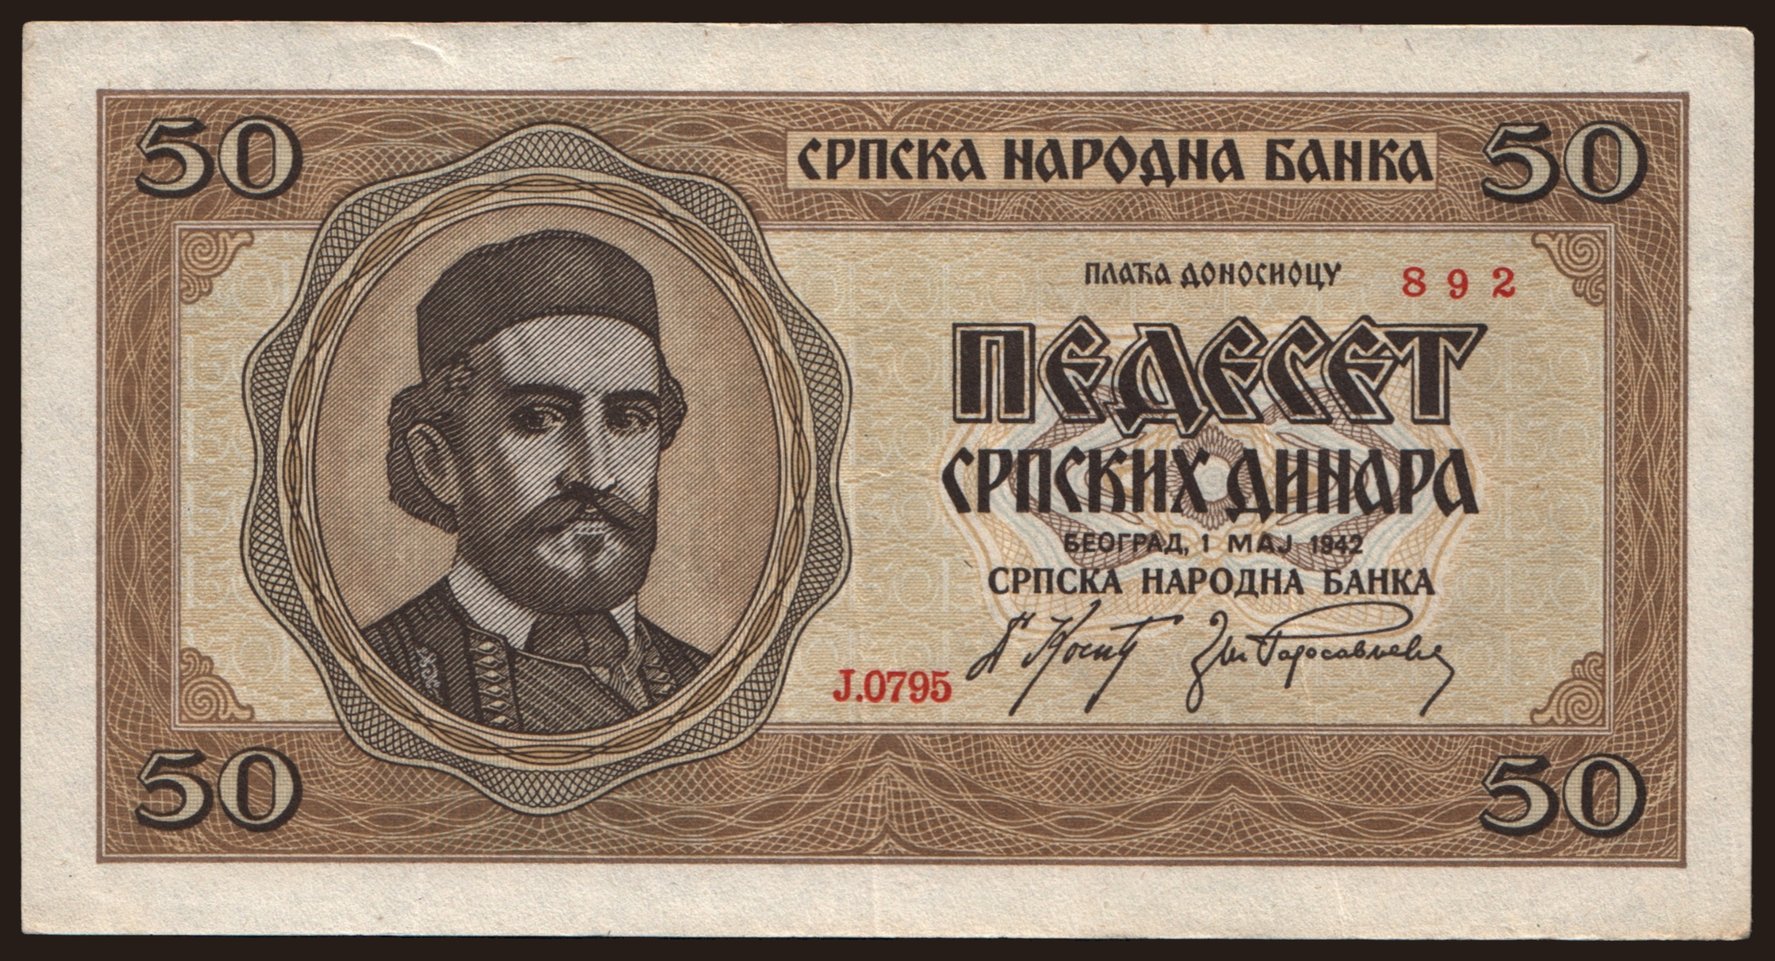 50
СРПСКА НАРОДНА БАНКА
50
ПЛАЋА ДОНОСИОЦУ
892
ПЕДЕСЕТ
СРПСКИХ ДИНАРА
БЕОГРАД, 1 МАЈ 1942
СРПСКА НАРОДНА БАНКА
J.0795
50
50